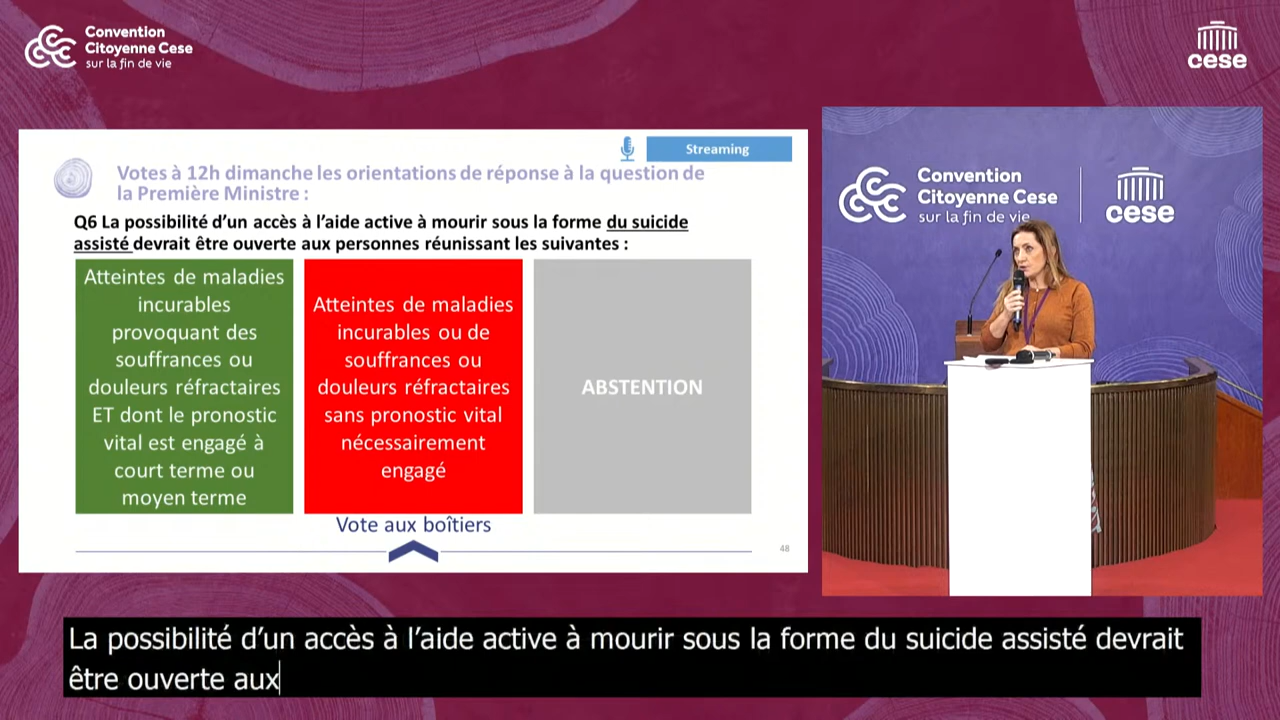 Convention
Citoyenne Cese
sur la fin de vie
cese
Streaming
Votes à 12h dimanche les orientations de réponse à la question de
la Première Ministre :
Q6 La possibilité d'un accès à l'aide active à mourir sous la forme du suicide
assisté devrait être ouverte aux personnes réunissant les suivantes :
Atteintes de maladies
incurables
provoquant des
souffrances ou
douleurs réfractaires
ET dont le pronostic
vital est engagé à
court terme ou
moyen terme
Atteintes de maladies
incurables ou de
souffrances ou
douleurs réfractaires
sans pronostic vital
nécessairement
engagé
ABSTENTION
Vote aux boîtiers
48
Convention
Citoyenne Cese
sur la fin de vie
cese
La possibilité d'un accès à l'aide active à mourir sous la forme du suicide assisté devrait
être ouverte aux